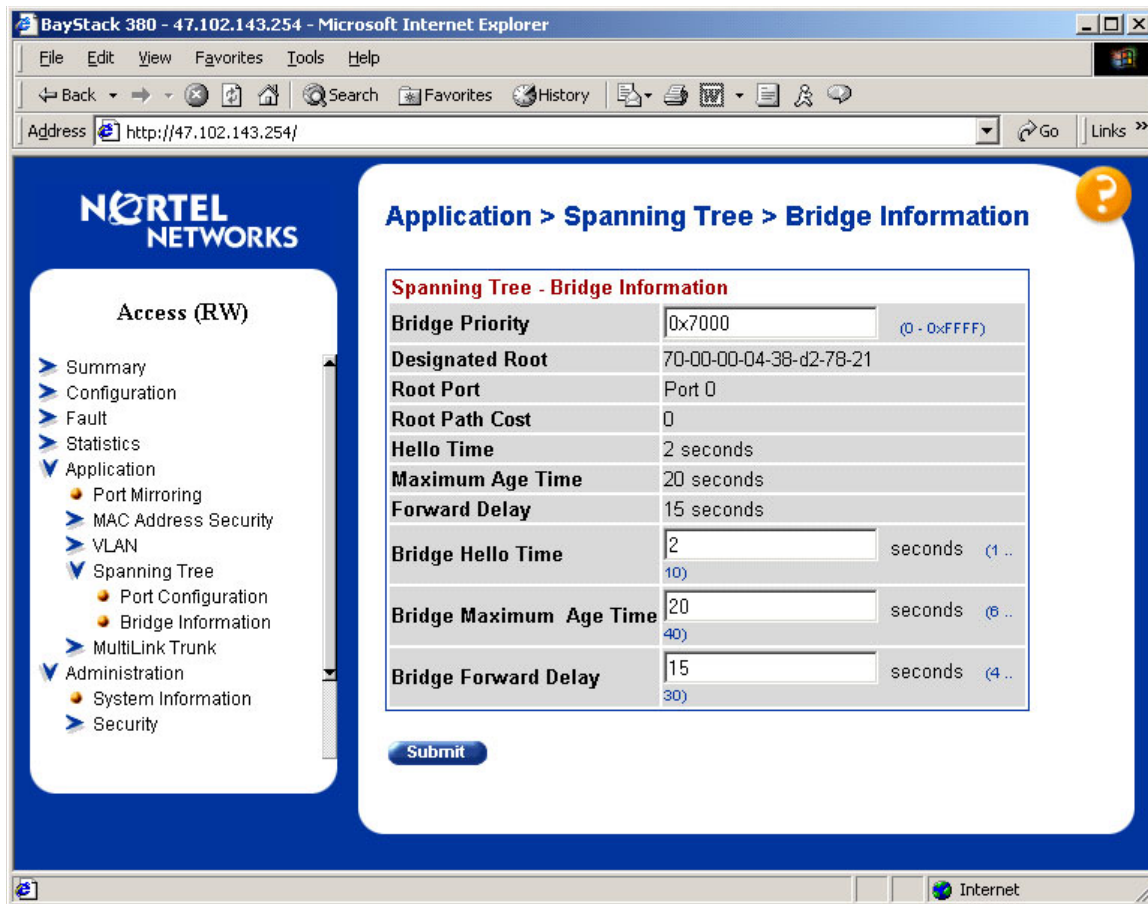 BayStack 380 - 47.102.143.254 - Microsoft Internet Explorer
File Edit View Favorites Tools Help
Back Search Favorites History
Address http://47.102.143.254/ Go Links »
NORTEL
NETWORKS
Access (RW)
Summary
Configuration
Fault
Statistics
Application
Port Mirroring
MAC Address Security
VLAN
Spanning Tree
Port Configuration
Bridge Information
MultiLink Trunk
Administration
System Information
Security
?
Application > Spanning Tree > Bridge Information
Spanning Tree - Bridge Information
Bridge Priority 0x7000 (0 - 0xFFFF)
Designated Root 70-00-00-04-38-d2-78-21
Root Port Port 0
Root Path Cost 0
Hello Time 2 seconds
Maximum Age Time 20 seconds
Forward Delay 15 seconds
Bridge Hello Time 2 seconds (1 ..
10)
Bridge Maximum Age Time 20 seconds (6 ..
40)
Bridge Forward Delay 15 seconds (4 ..
30)
Submit
Internet